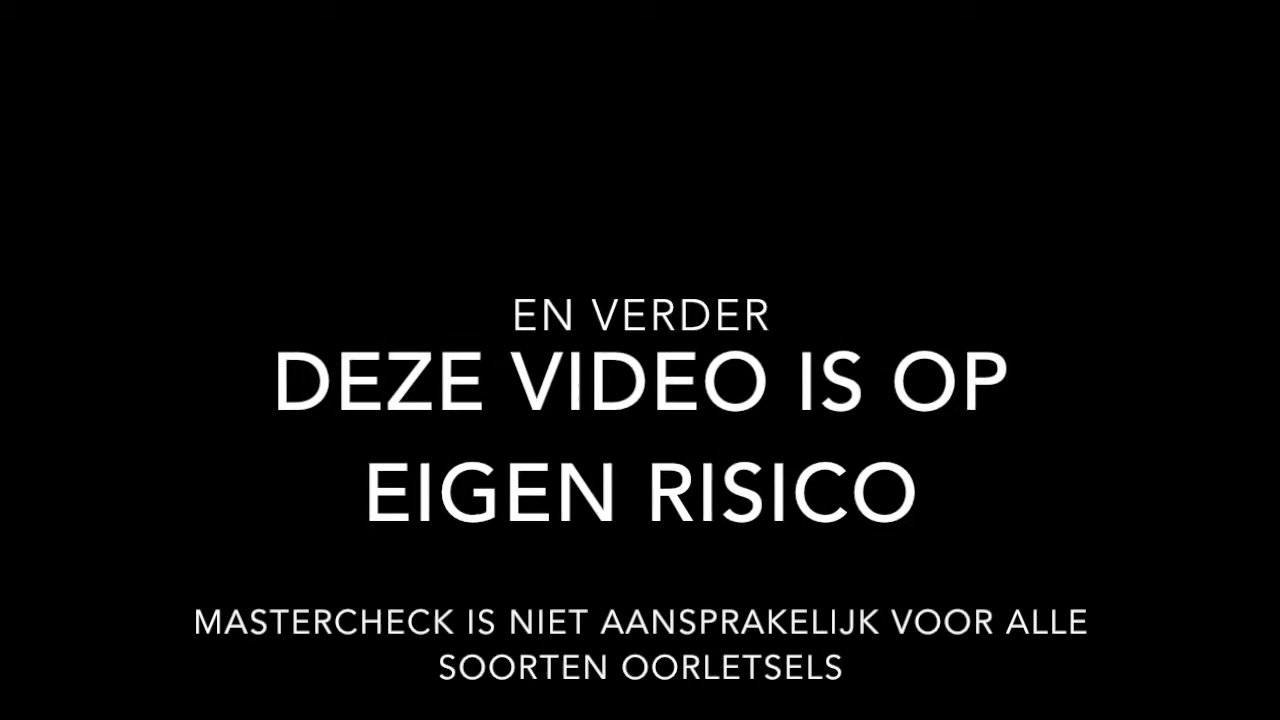 EN VERDER
DEZE VIDEO IS OP
EIGEN RISICO
MASTERCHECK IS NIET AANSPRAKELIJK VOOR ALLE
SOORTEN OORLETSELS